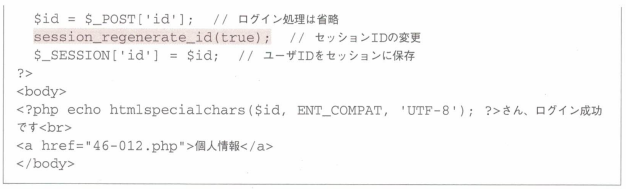 $id = $_POST['id'];  // ログイン処理は省略
session_regenerate_id(true);  // セッションIDの変更
$_SESSION['id'] = $id;  // ユーザIDをセッションに保存
?>
<body>
<?php echo htmlspecialchars($id, ENT_COMPAT, 'UTF-8'); ?>さん、ログイン成功
です<br>
<a href="46-012.php">個人情報</a>
</body>